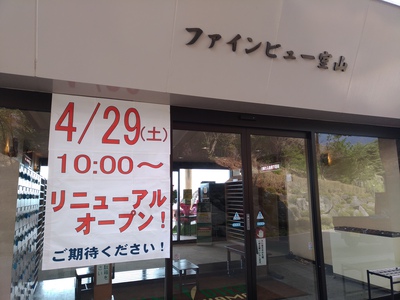 ファインビュー室山
4/29(土)
10:00～
リニューアル
オープン！
ご期待ください！